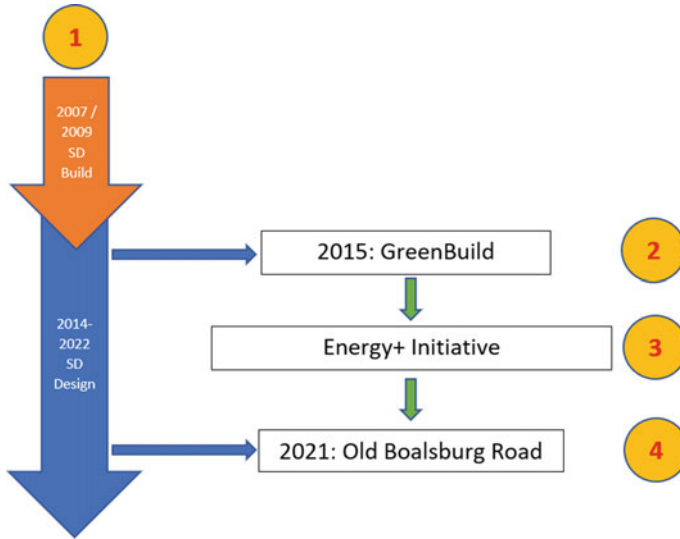 1
2007 /
2009
SD
Build
2015: GreenBuild
2
2014-
2022
SD
Design
Energy+ Initiative
3
2021: Old Boalsburg Road
4